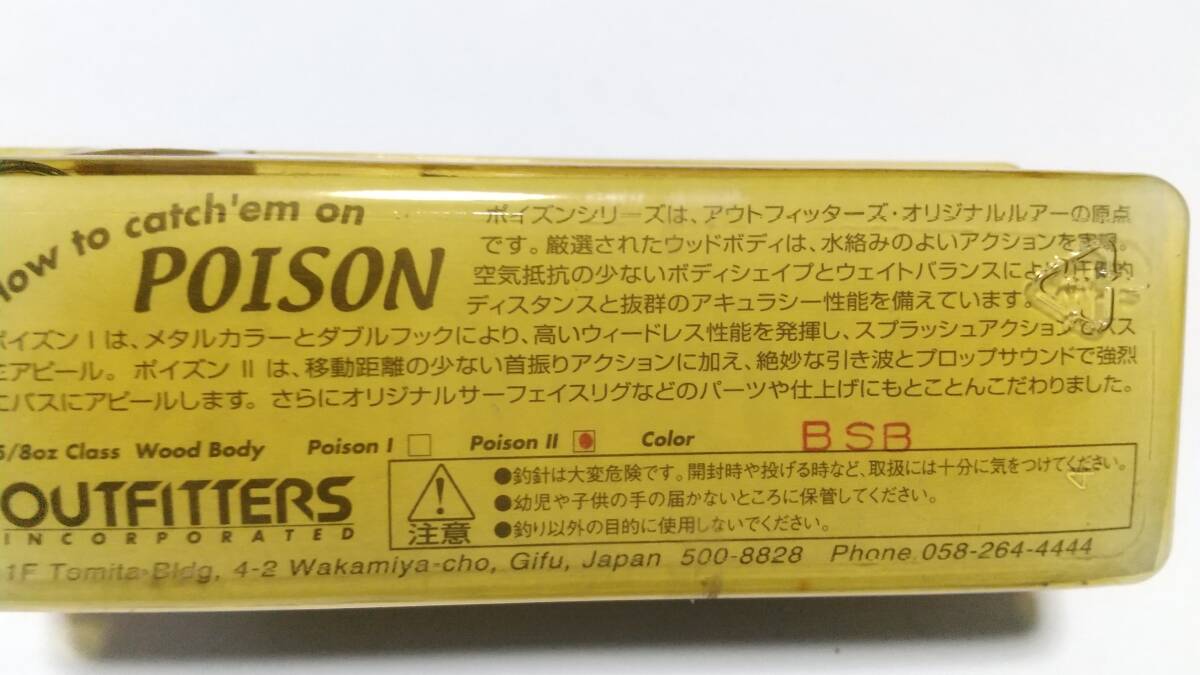 how to catch'em on
POISON
ポイズンシリーズは、アウトフィッターズ・オリジナルルアーの原点
です。厳選されたウッドボディは、水絡みのよいアクションを実現。
空気抵抗の少ないボディシェイプとウェイトバランスにより圧倒的
ディスタンスと抜群のアキュラシー性能を備えています。
ポイズン I は、メタルカラーとダブルフックにより、高いウィードレス性能を発揮し、スプラッシュアクションでバス
にアピール。ポイズン II は、移動距離の少ない首振りアクションに加え、絶妙な引き波とプロップサウンドで強烈
にバスにアピールします。さらにオリジナルサーフェイスリグなどのパーツや仕上げにもとことんこだわりました。
5/8oz Class Wood Body Poison I Poison II Color BSB
OUTFITTERS
INCORPORATED
注意
●釣針は大変危険です。開封時や投げる時など、取扱には十分に気をつけてください。
●幼児や子供の手の届かないところに保管してください。
●釣り以外の目的に使用しないでください。
1F Tomita Bldg, 4-2 Wakamiya-cho, Gifu, Japan 500-8828 Phone 058-264-4444